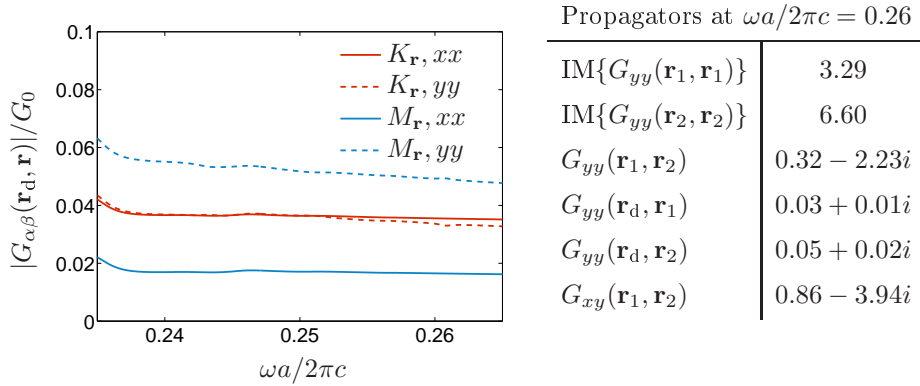 |G_{αβ}(r_d, r)|/G_0
0.1
0.08
0.06
0.04
0.02
0
0.24
0.25
0.26
ωa/2πc
K_r, xx
K_r, yy
M_r, xx
M_r, yy
Propagators at ωa/2πc = 0.26
IM{G_{yy}(r_1, r_1)} 3.29
IM{G_{yy}(r_2, r_2)} 6.60
G_{yy}(r_1, r_2) 0.32 − 2.23i
G_{yy}(r_d, r_1) 0.03 + 0.01i
G_{yy}(r_d, r_2) 0.05 + 0.02i
G_{xy}(r_1, r_2) 0.86 − 3.94i